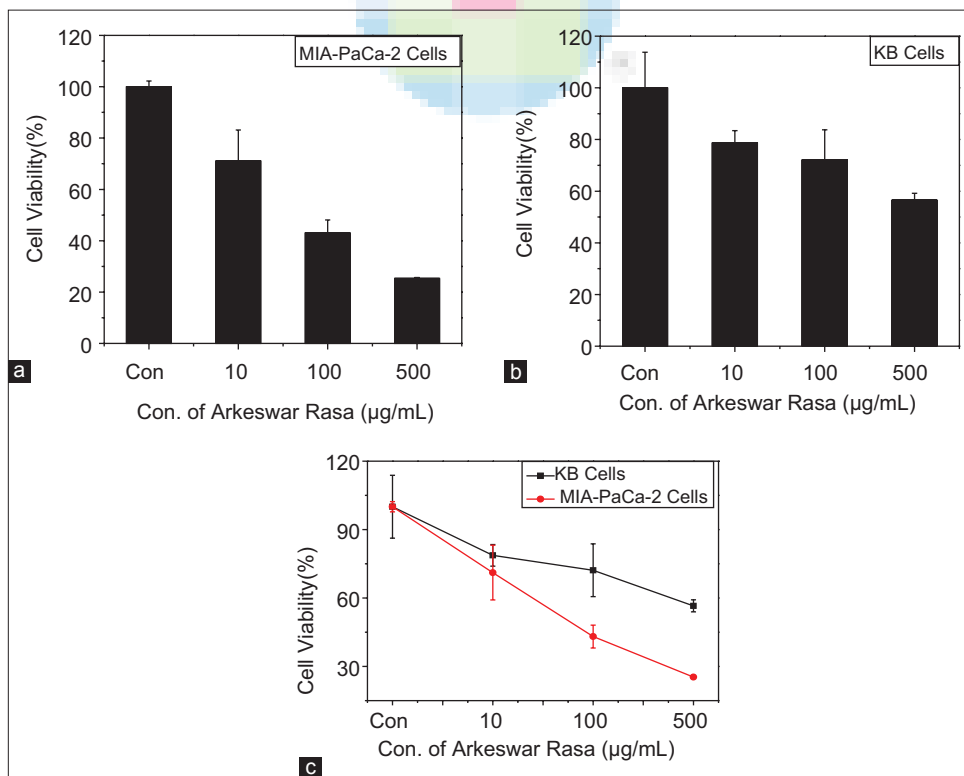 MIA-PaCa-2 Cells
120
100
80
60
40
20
0
Cell Viability(%)
Con 10 100 500
Con. of Arkeswar Rasa (µg/mL)
a
KB Cells
120
100
80
60
40
20
0
Cell Viability(%)
Con 10 100 500
Con. of Arkeswar Rasa (µg/mL)
b
KB Cells
MIA-PaCa-2 Cells
120
90
60
30
Cell Viability(%)
Con 10 100 500
Con. of Arkeswar Rasa (µg/mL)
c